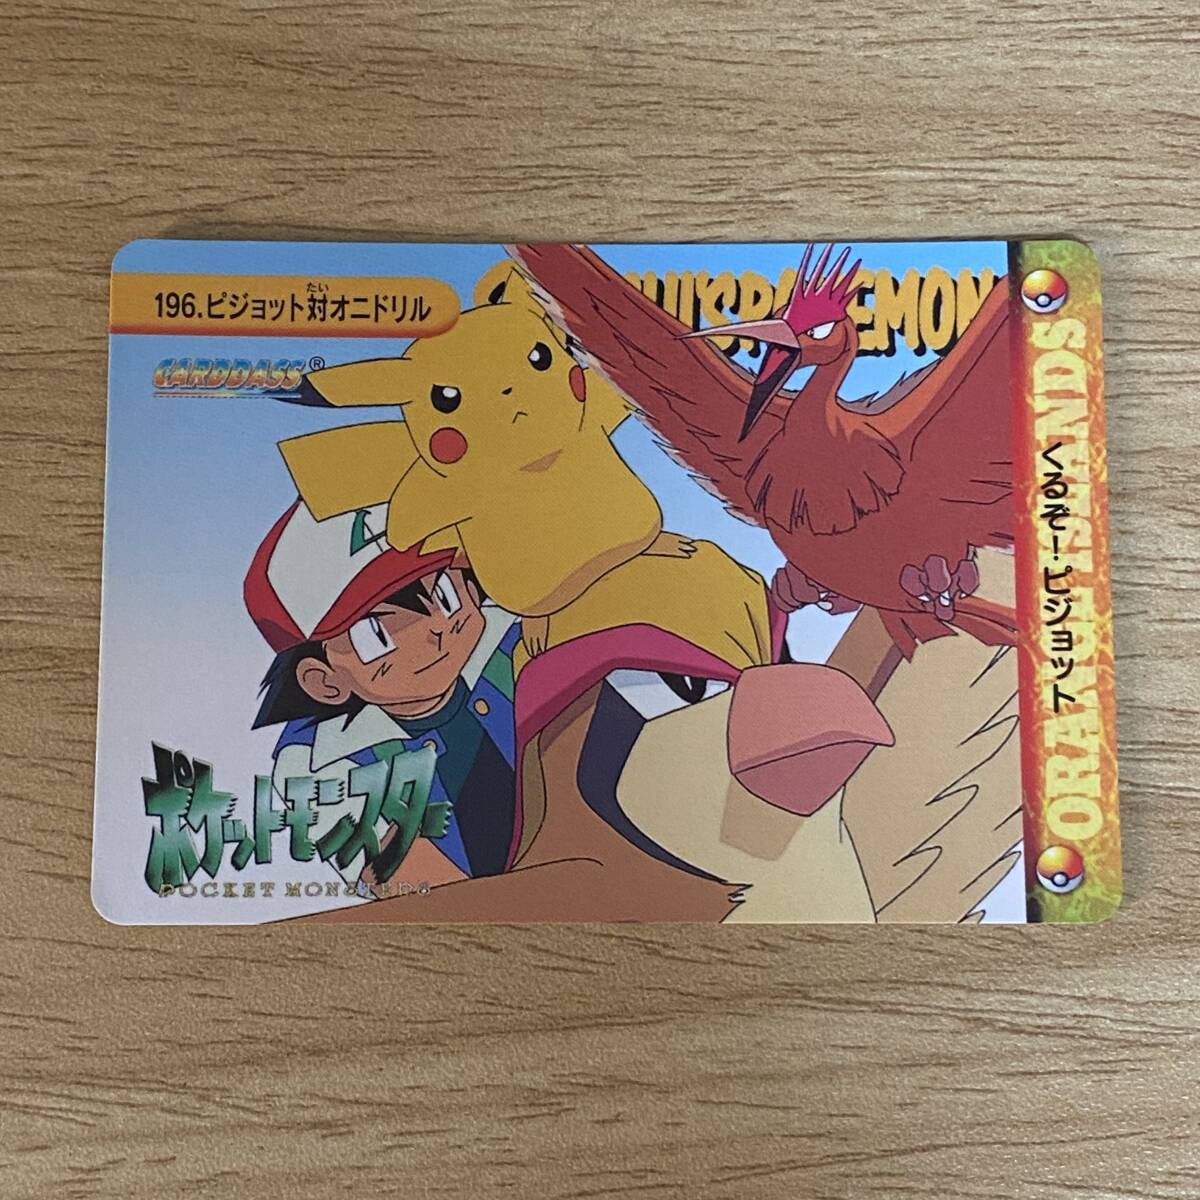 196.ピジョット対オニドリル
たい
CARDDASS®
ポケットモンスター
POCKET MONSTERS
ORANGE ISLANDS
くるぞー!ピジョット